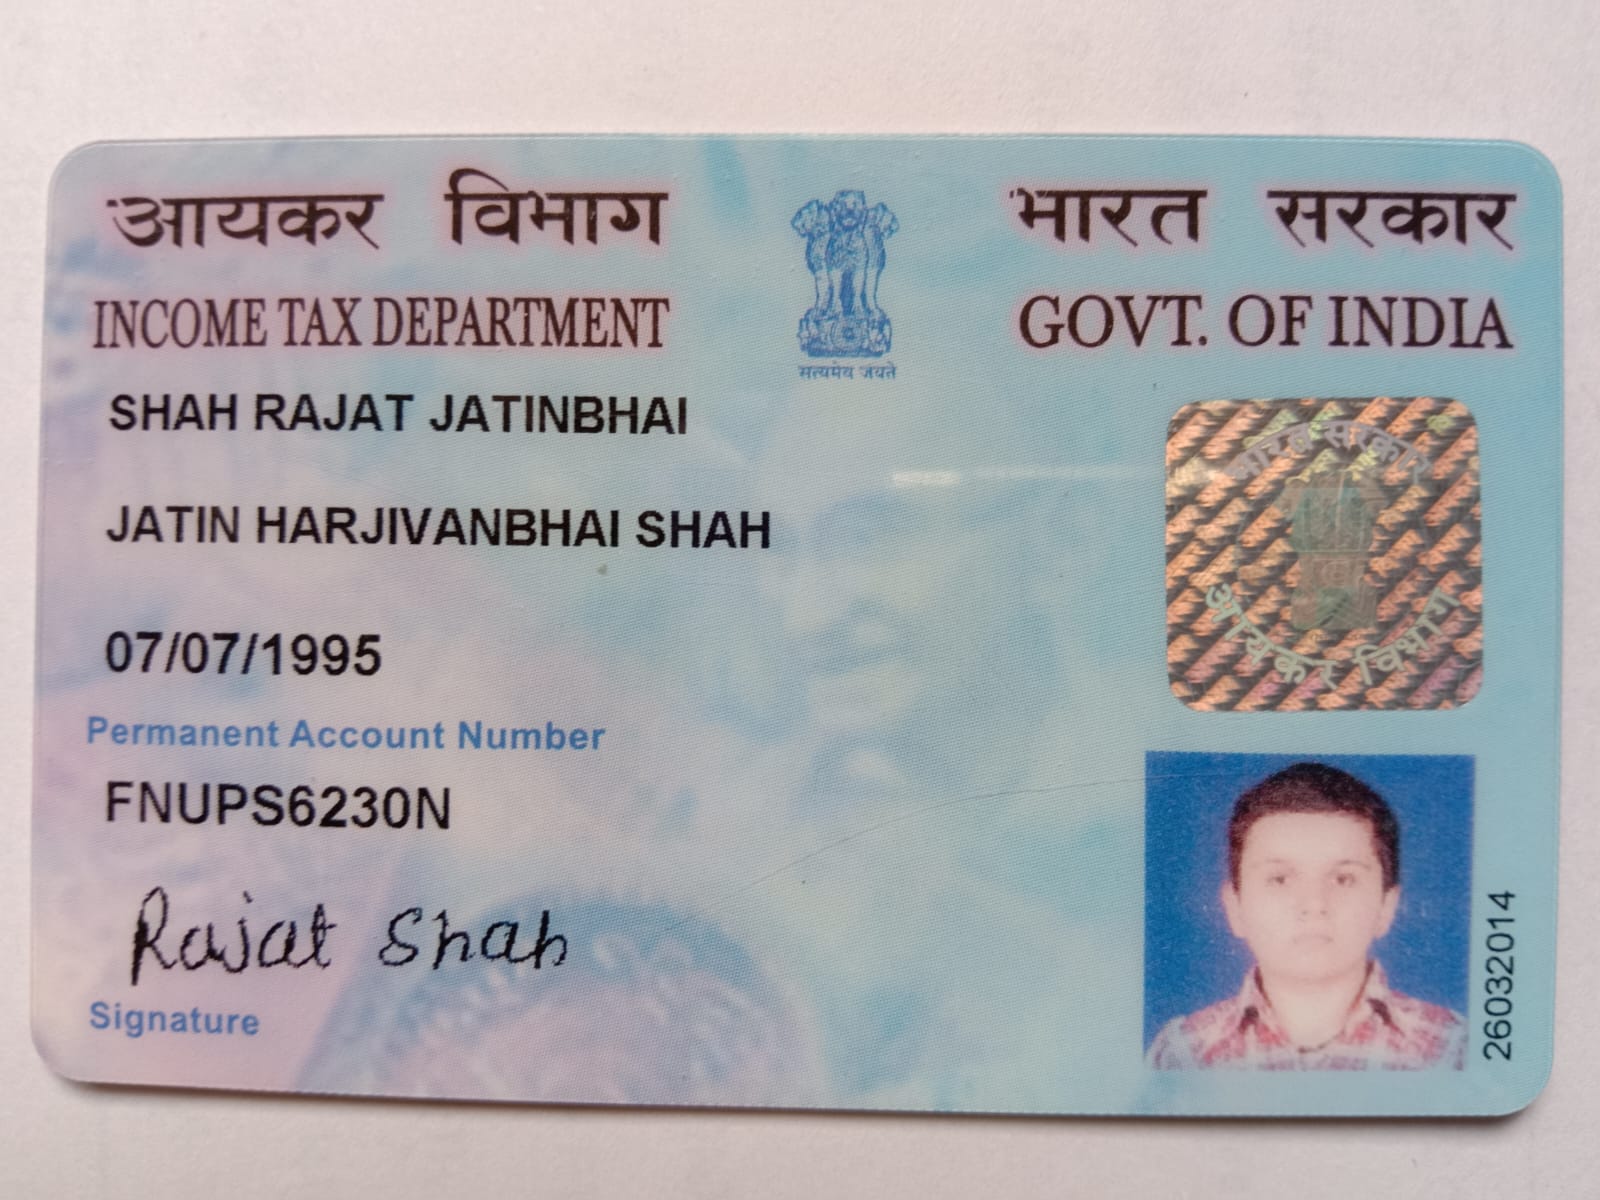 आयकर विभाग
भारत सरकार
INCOME TAX DEPARTMENT
GOVT. OF INDIA
सत्यमेव जयते
SHAH RAJAT JATINBHAI
JATIN HARJIVANBHAI SHAH
भारत सरकार
आयकर विभाग
07/07/1995
Permanent Account Number
FNUPS6230N
Rajat Shah
Signature
26032014